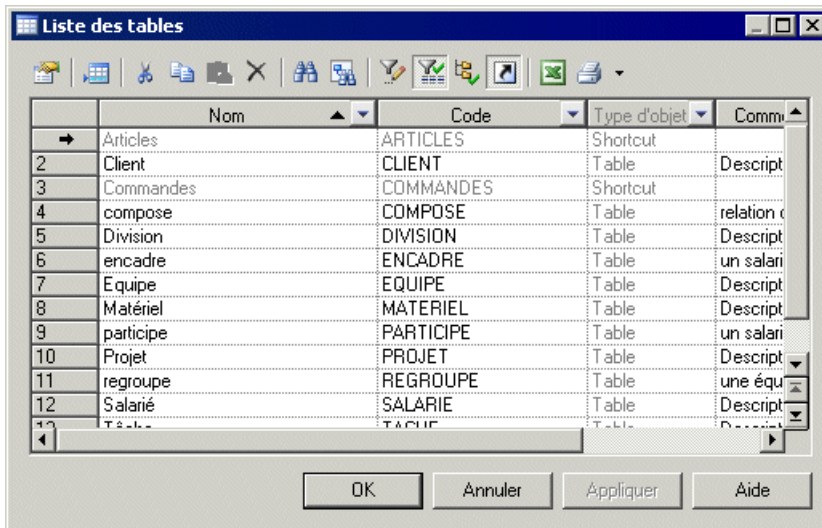 Liste des tables
Nom Code Type d'objet
Articles ARTICLES Shortcut
2 Client CLIENT Table Descript
3 Commandes COMMANDES Shortcut
4 compose COMPOSE Table relation
5 Division DIVISION Table Descript
6 encadre ENCADRE Table un salari
7 Equipe EQUIPE Table Descript
8 Matériel MATERIEL Table Descript
9 participe PARTICIPE Table un salari
10 Projet PROJET Table Descript
11 regroupe REGROUPE Table une équ
12 Salarié SALARIE Table Descript
OK Annuler Appliquer Aide